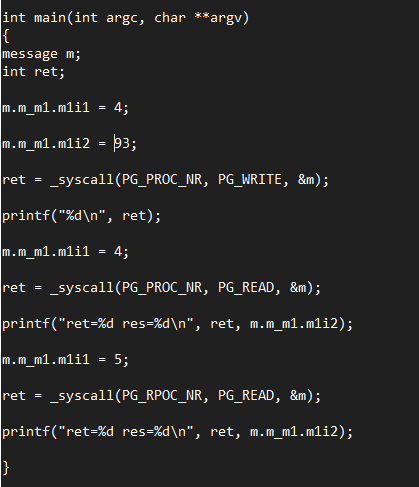 int main(int argc, char **argv)
{
message m;
int ret;
m.m_m1.m1i1 = 4;
m.m_m1.m1i2 = 93;
ret = _syscall(PG_PROC_NR, PG_WRITE, &m);
printf("%d\n", ret);
m.m_m1.m1i1 = 4;
ret = _syscall(PG_PROC_NR, PG_READ, &m);
printf("ret=%d res=%d\n", ret, m.m_m1.m1i2);
m.m_m1.m1i1 = 5;
ret = _syscall(PG_RPOC_NR, PG_READ, &m);
printf("ret=%d res=%d\n", ret, m.m_m1.m1i2);
}